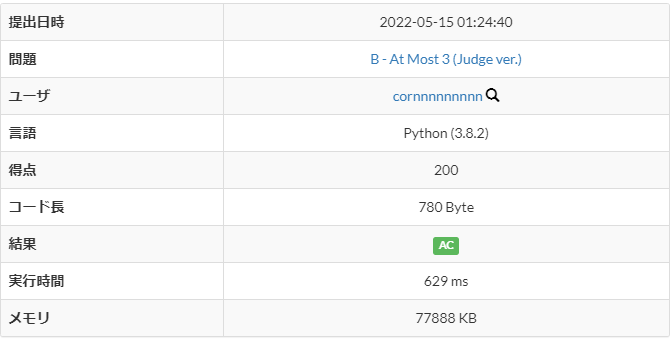 提出日時 2022-05-15 01:24:40
問題 B - At Most 3 (Judge ver.)
ユーザ cornnnnnnnnn
言語 Python (3.8.2)
得点 200
コード長 780 Byte
結果 AC
実行時間 629 ms
メモリ 77888 KB